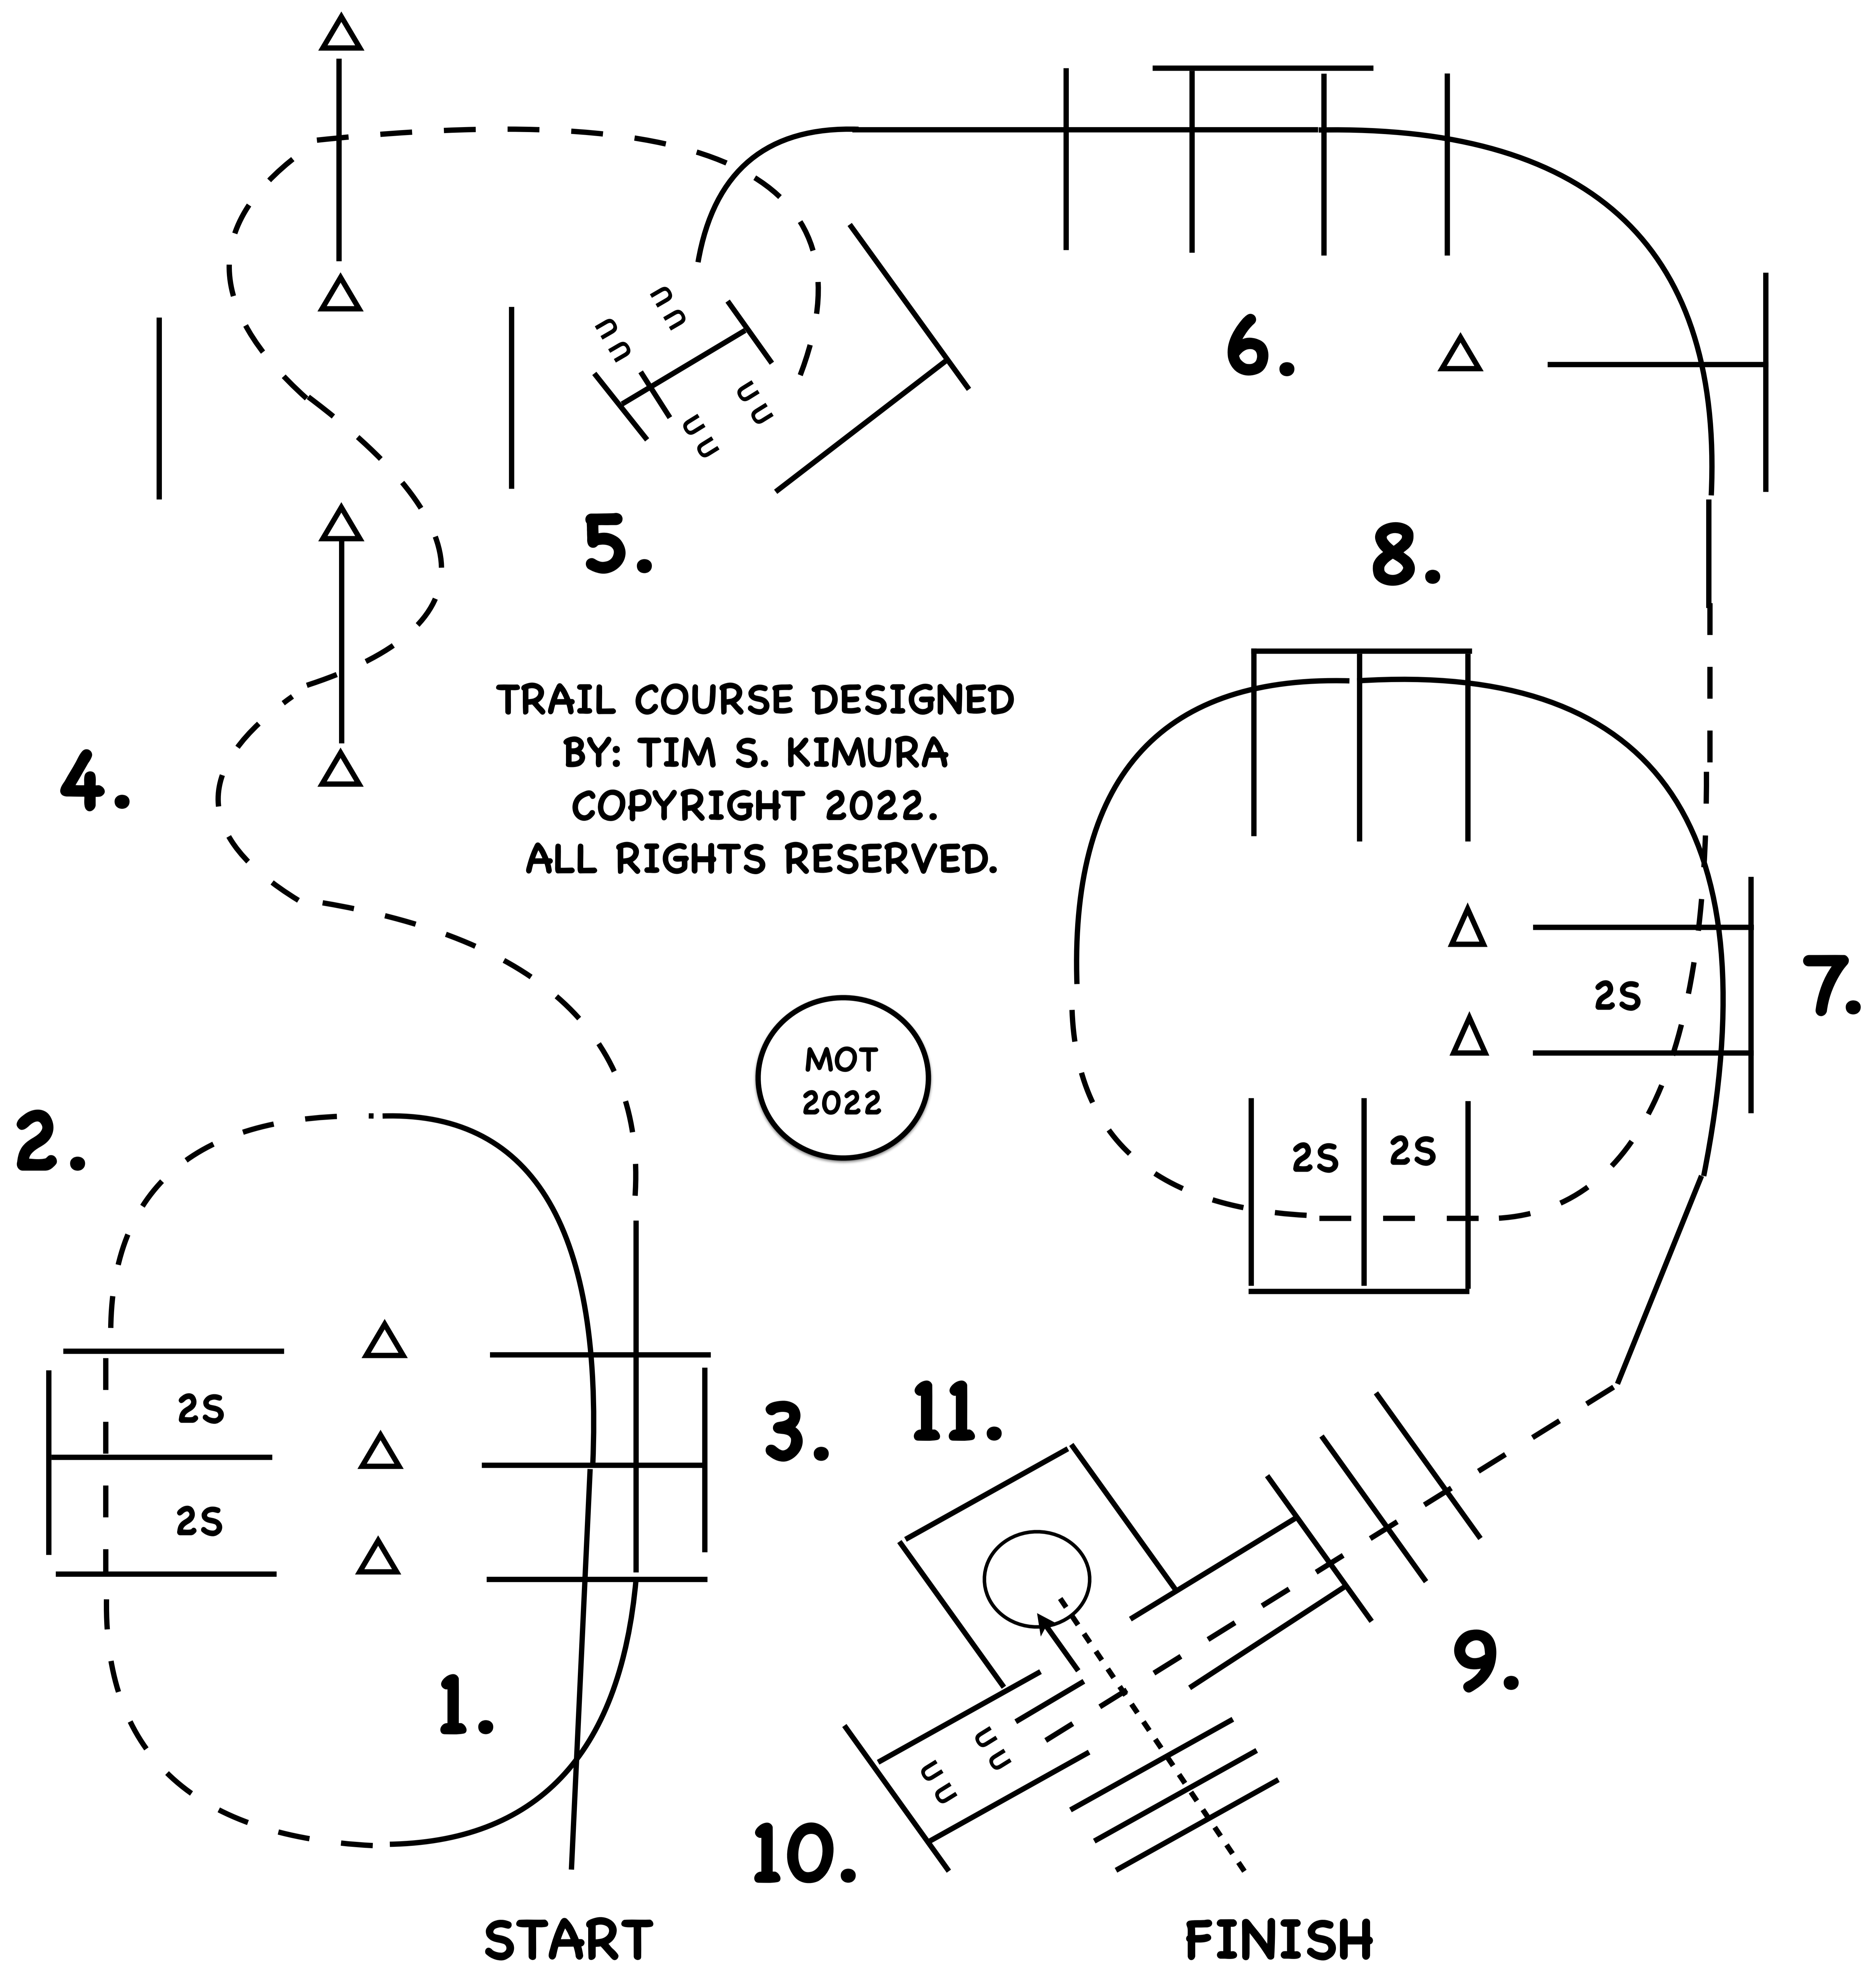 6.
5.
8.
TRAIL COURSE DESIGNED
BY: TIM S. KIMURA
COPYRIGHT 2022.
ALL RIGHTS RESERVED.
4.
7.
2S
MOT
2022
2.
2S 2S
3.
11.
2S
2S
1.
9.
10.
START
FINISH